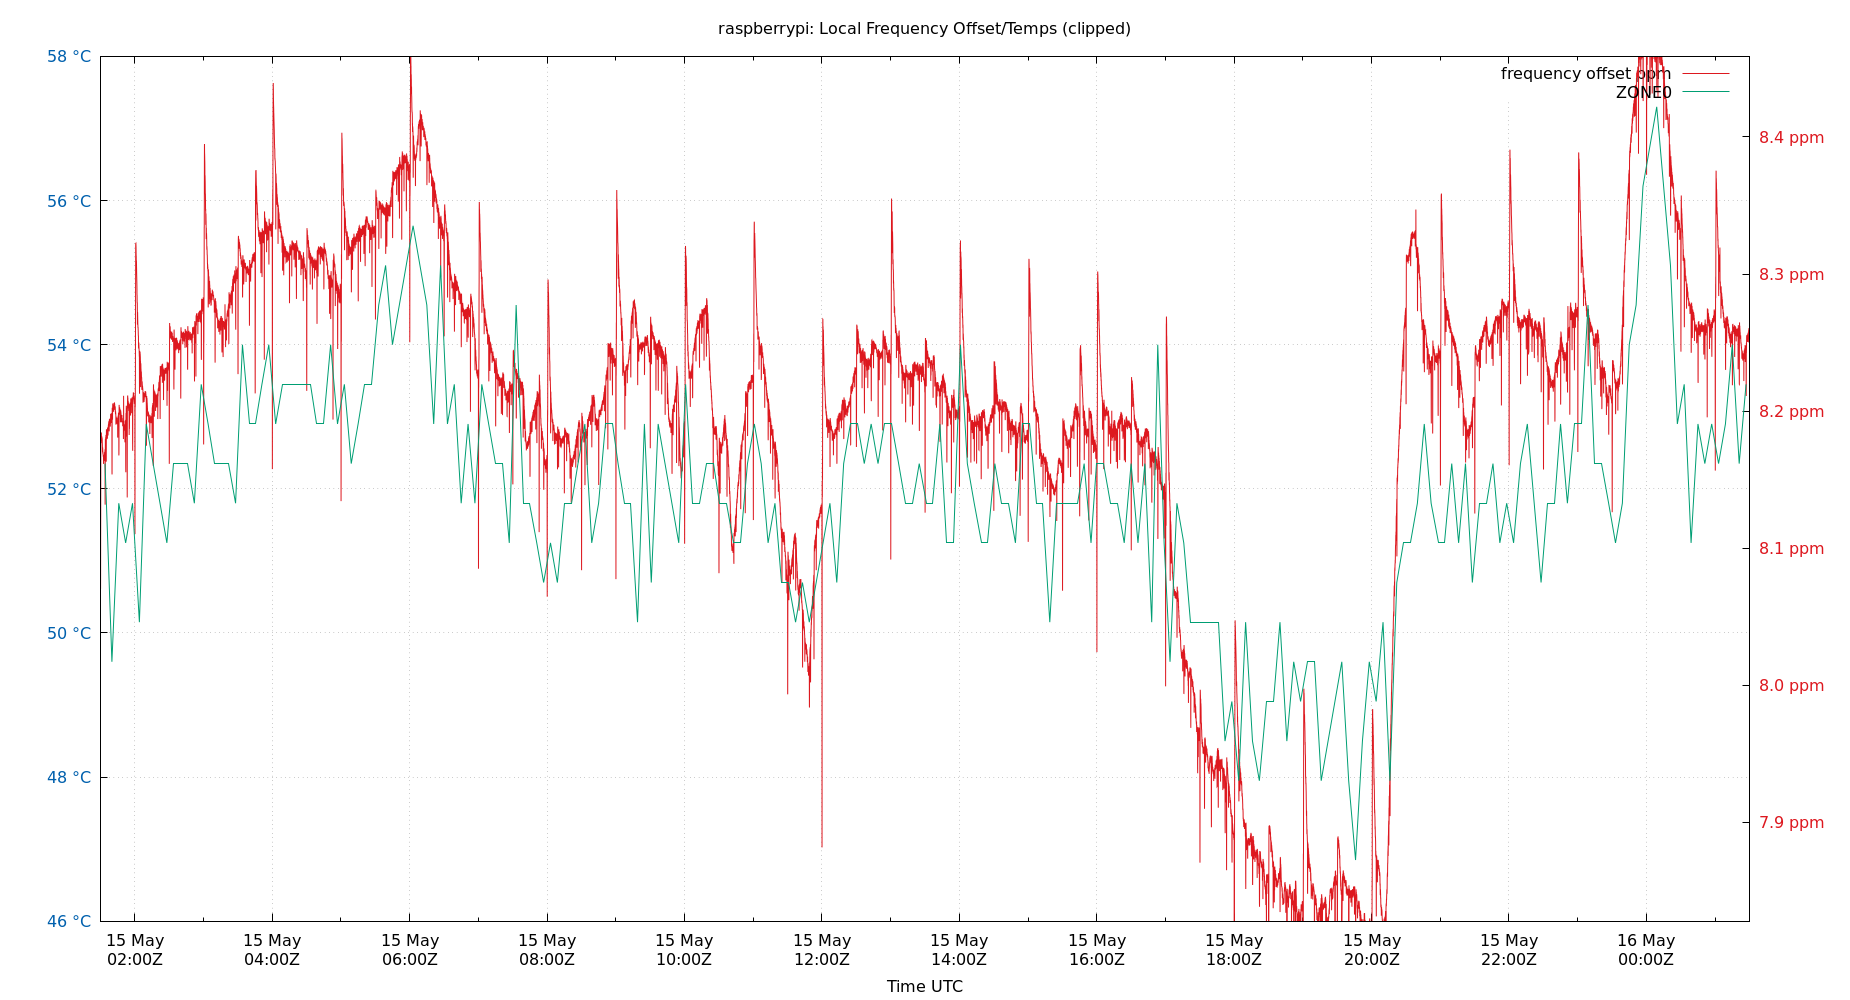 raspberrypi: Local Frequency Offset/Temps (clipped)
58 °C
56 °C
54 °C
52 °C
50 °C
48 °C
46 °C
frequency offset ppm
ZONE0
8.4 ppm
8.3 ppm
8.2 ppm
8.1 ppm
8.0 ppm
7.9 ppm
15 May 15 May 15 May 15 May 15 May 15 May 15 May 15 May 15 May 15 May 15 May 16 May
02:00Z 04:00Z 06:00Z 08:00Z 10:00Z 12:00Z 14:00Z 16:00Z 18:00Z 20:00Z 22:00Z 00:00Z
Time UTC